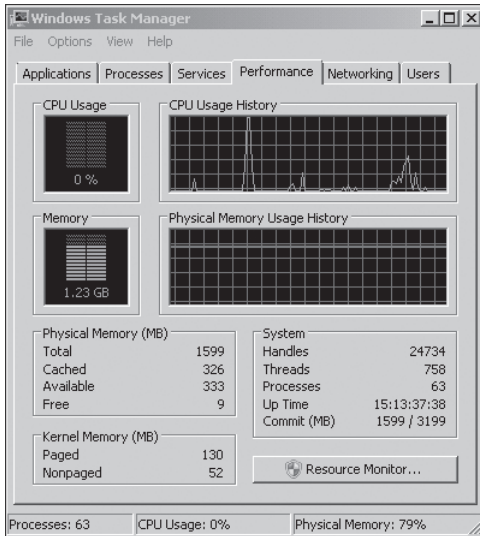 Windows Task Manager
File Options View Help
Applications Processes Services Performance Networking Users
CPU Usage
CPU Usage History
0 %
Memory
Physical Memory Usage History
1.23 GB
Physical Memory (MB)
Total 1599
Cached 326
Available 333
Free 9
System
Handles 24734
Threads 758
Processes 63
Up Time 15:13:37:38
Commit (MB) 1599 / 3199
Kernel Memory (MB)
Paged 130
Nonpaged 52
Resource Monitor...
Processes: 63 CPU Usage: 0% Physical Memory: 79%